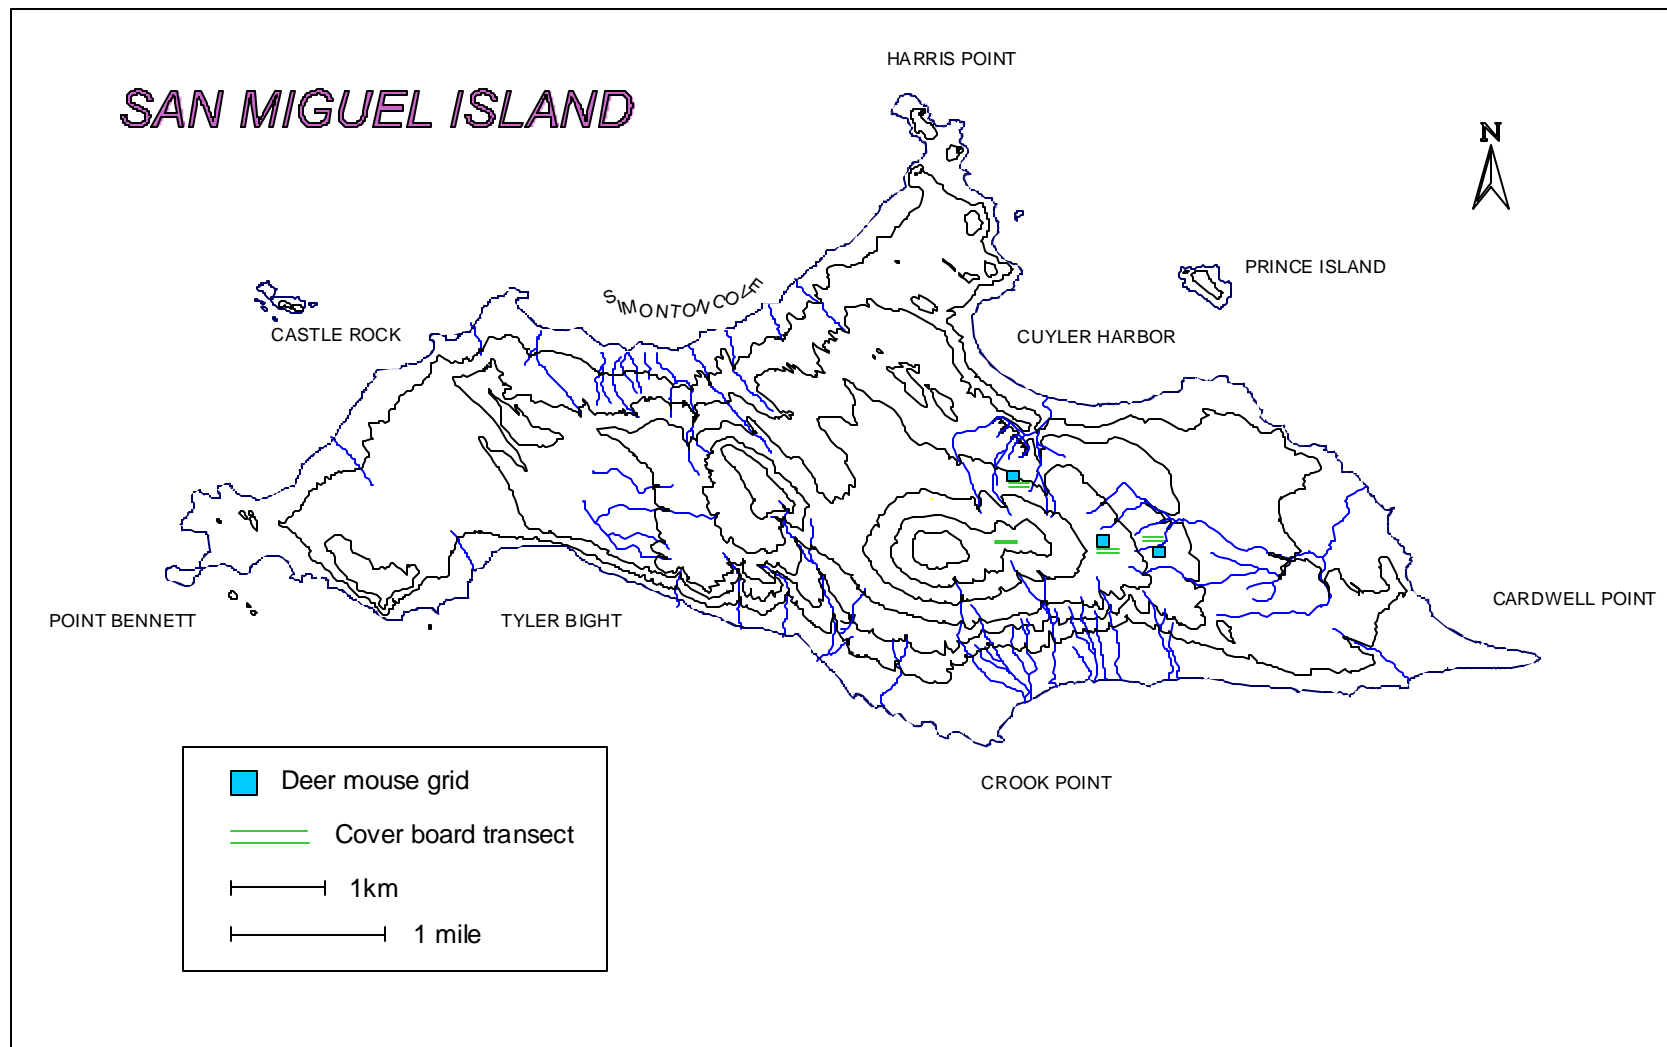 HARRIS POINT
SAN MIGUEL ISLAND
N
PRINCE ISLAND
SIMONTON COVE
CASTLE ROCK
CUYLER HARBOR
CARDWELL POINT
POINT BENNETT
TYLER BIGHT
CROOK POINT
Deer mouse grid
Cover board transect
1km
1 mile